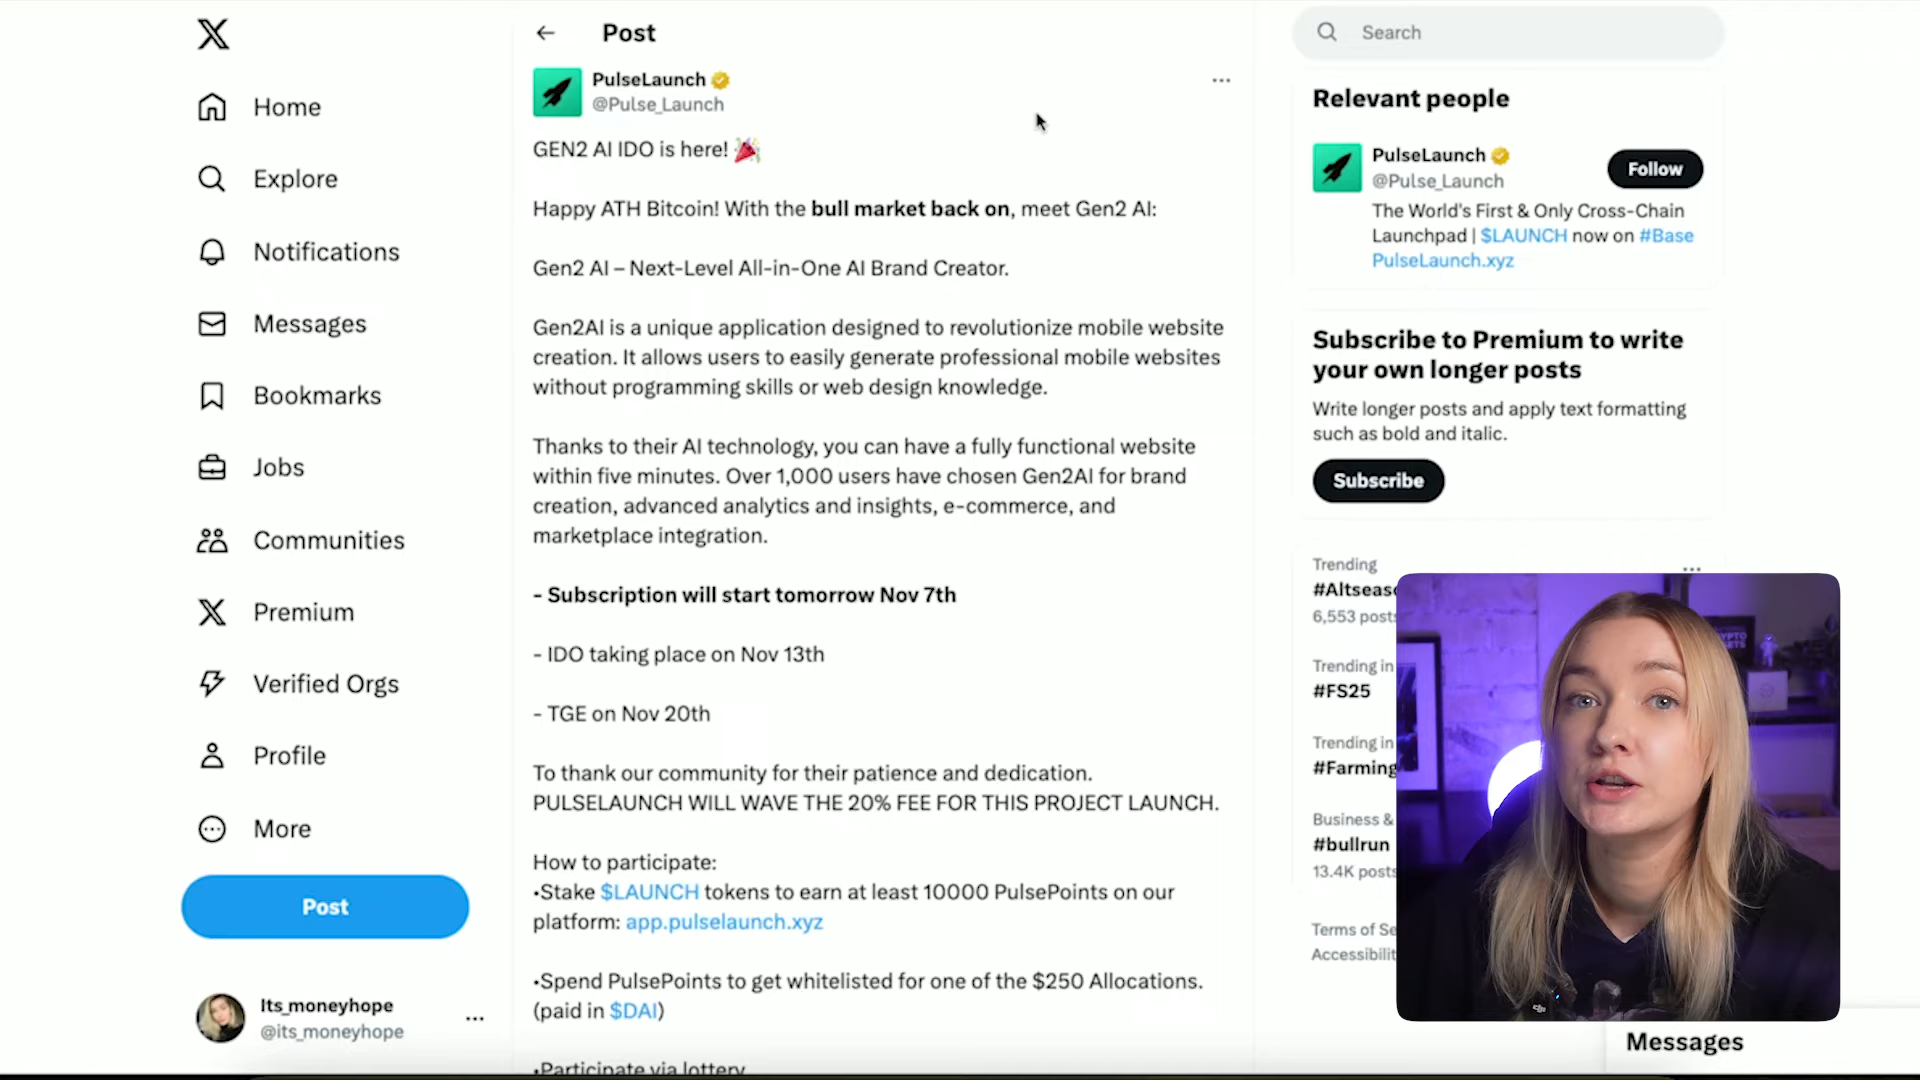 Home
Explore
Notifications
Messages
Bookmarks
Jobs
Communities
Premium
Verified Orgs
Profile
More
Post
Its_moneyhope
@its_moneyhope
Post
PulseLaunch
@Pulse_Launch
GEN2 AI IDO is here! 🎉
Happy ATH Bitcoin! With the bull market back on, meet Gen2 AI:
Gen2 AI – Next-Level All-in-One AI Brand Creator.
Gen2AI is a unique application designed to revolutionize mobile website
creation. It allows users to easily generate professional mobile websites
without programming skills or web design knowledge.
Thanks to their AI technology, you can have a fully functional website
within five minutes. Over 1,000 users have chosen Gen2AI for brand
creation, advanced analytics and insights, e-commerce, and
marketplace integration.
- Subscription will start tomorrow Nov 7th
- IDO taking place on Nov 13th
- TGE on Nov 20th
To thank our community for their patience and dedication.
PULSELAUNCH WILL WAVE THE 20% FEE FOR THIS PROJECT LAUNCH.
How to participate:
•Stake $LAUNCH tokens to earn at least 10000 PulsePoints on our
platform: app.pulselaunch.xyz
•Spend PulsePoints to get whitelisted for one of the $250 Allocations.
(paid in $DAI)
•Participate via lottery
Search
Relevant people
PulseLaunch
@Pulse_Launch
Follow
The World's First & Only Cross-Chain
Launchpad | $LAUNCH now on #Base
PulseLaunch.xyz
Subscribe to Premium to write
your own longer posts
Write longer posts and apply text formatting
such as bold and italic.
Subscribe
Trending
#Altseas
6,553 posts
Trending in
#FS25
Trending in
#Farming
Business &
#bullrun
13.4K posts
Terms of Se
Accessibilit
Messages